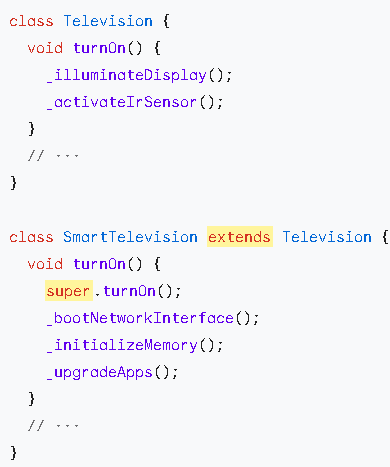 class Television {
  void turnOn() {
    _illuminateDisplay();
    _activateIrSensor();
  }
  // ···
}

class SmartTelevision extends Television {
  void turnOn() {
    super.turnOn();
    _bootNetworkInterface();
    _initializeMemory();
    _upgradeApps();
  }
  // ···
}